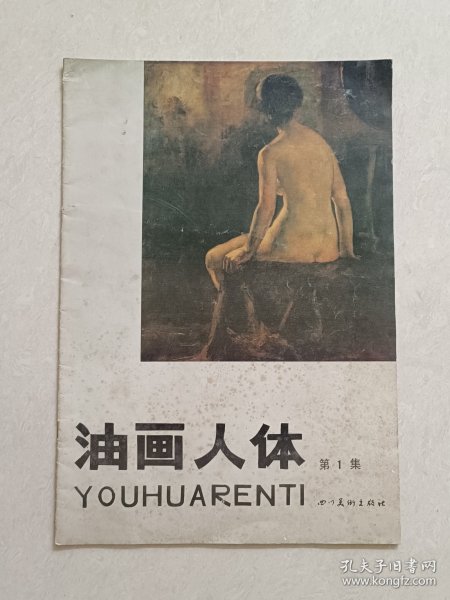 油画人体
第1集
YOUHUARENTI
四川美术出版社
孔夫子旧书网
www.kongfz.com